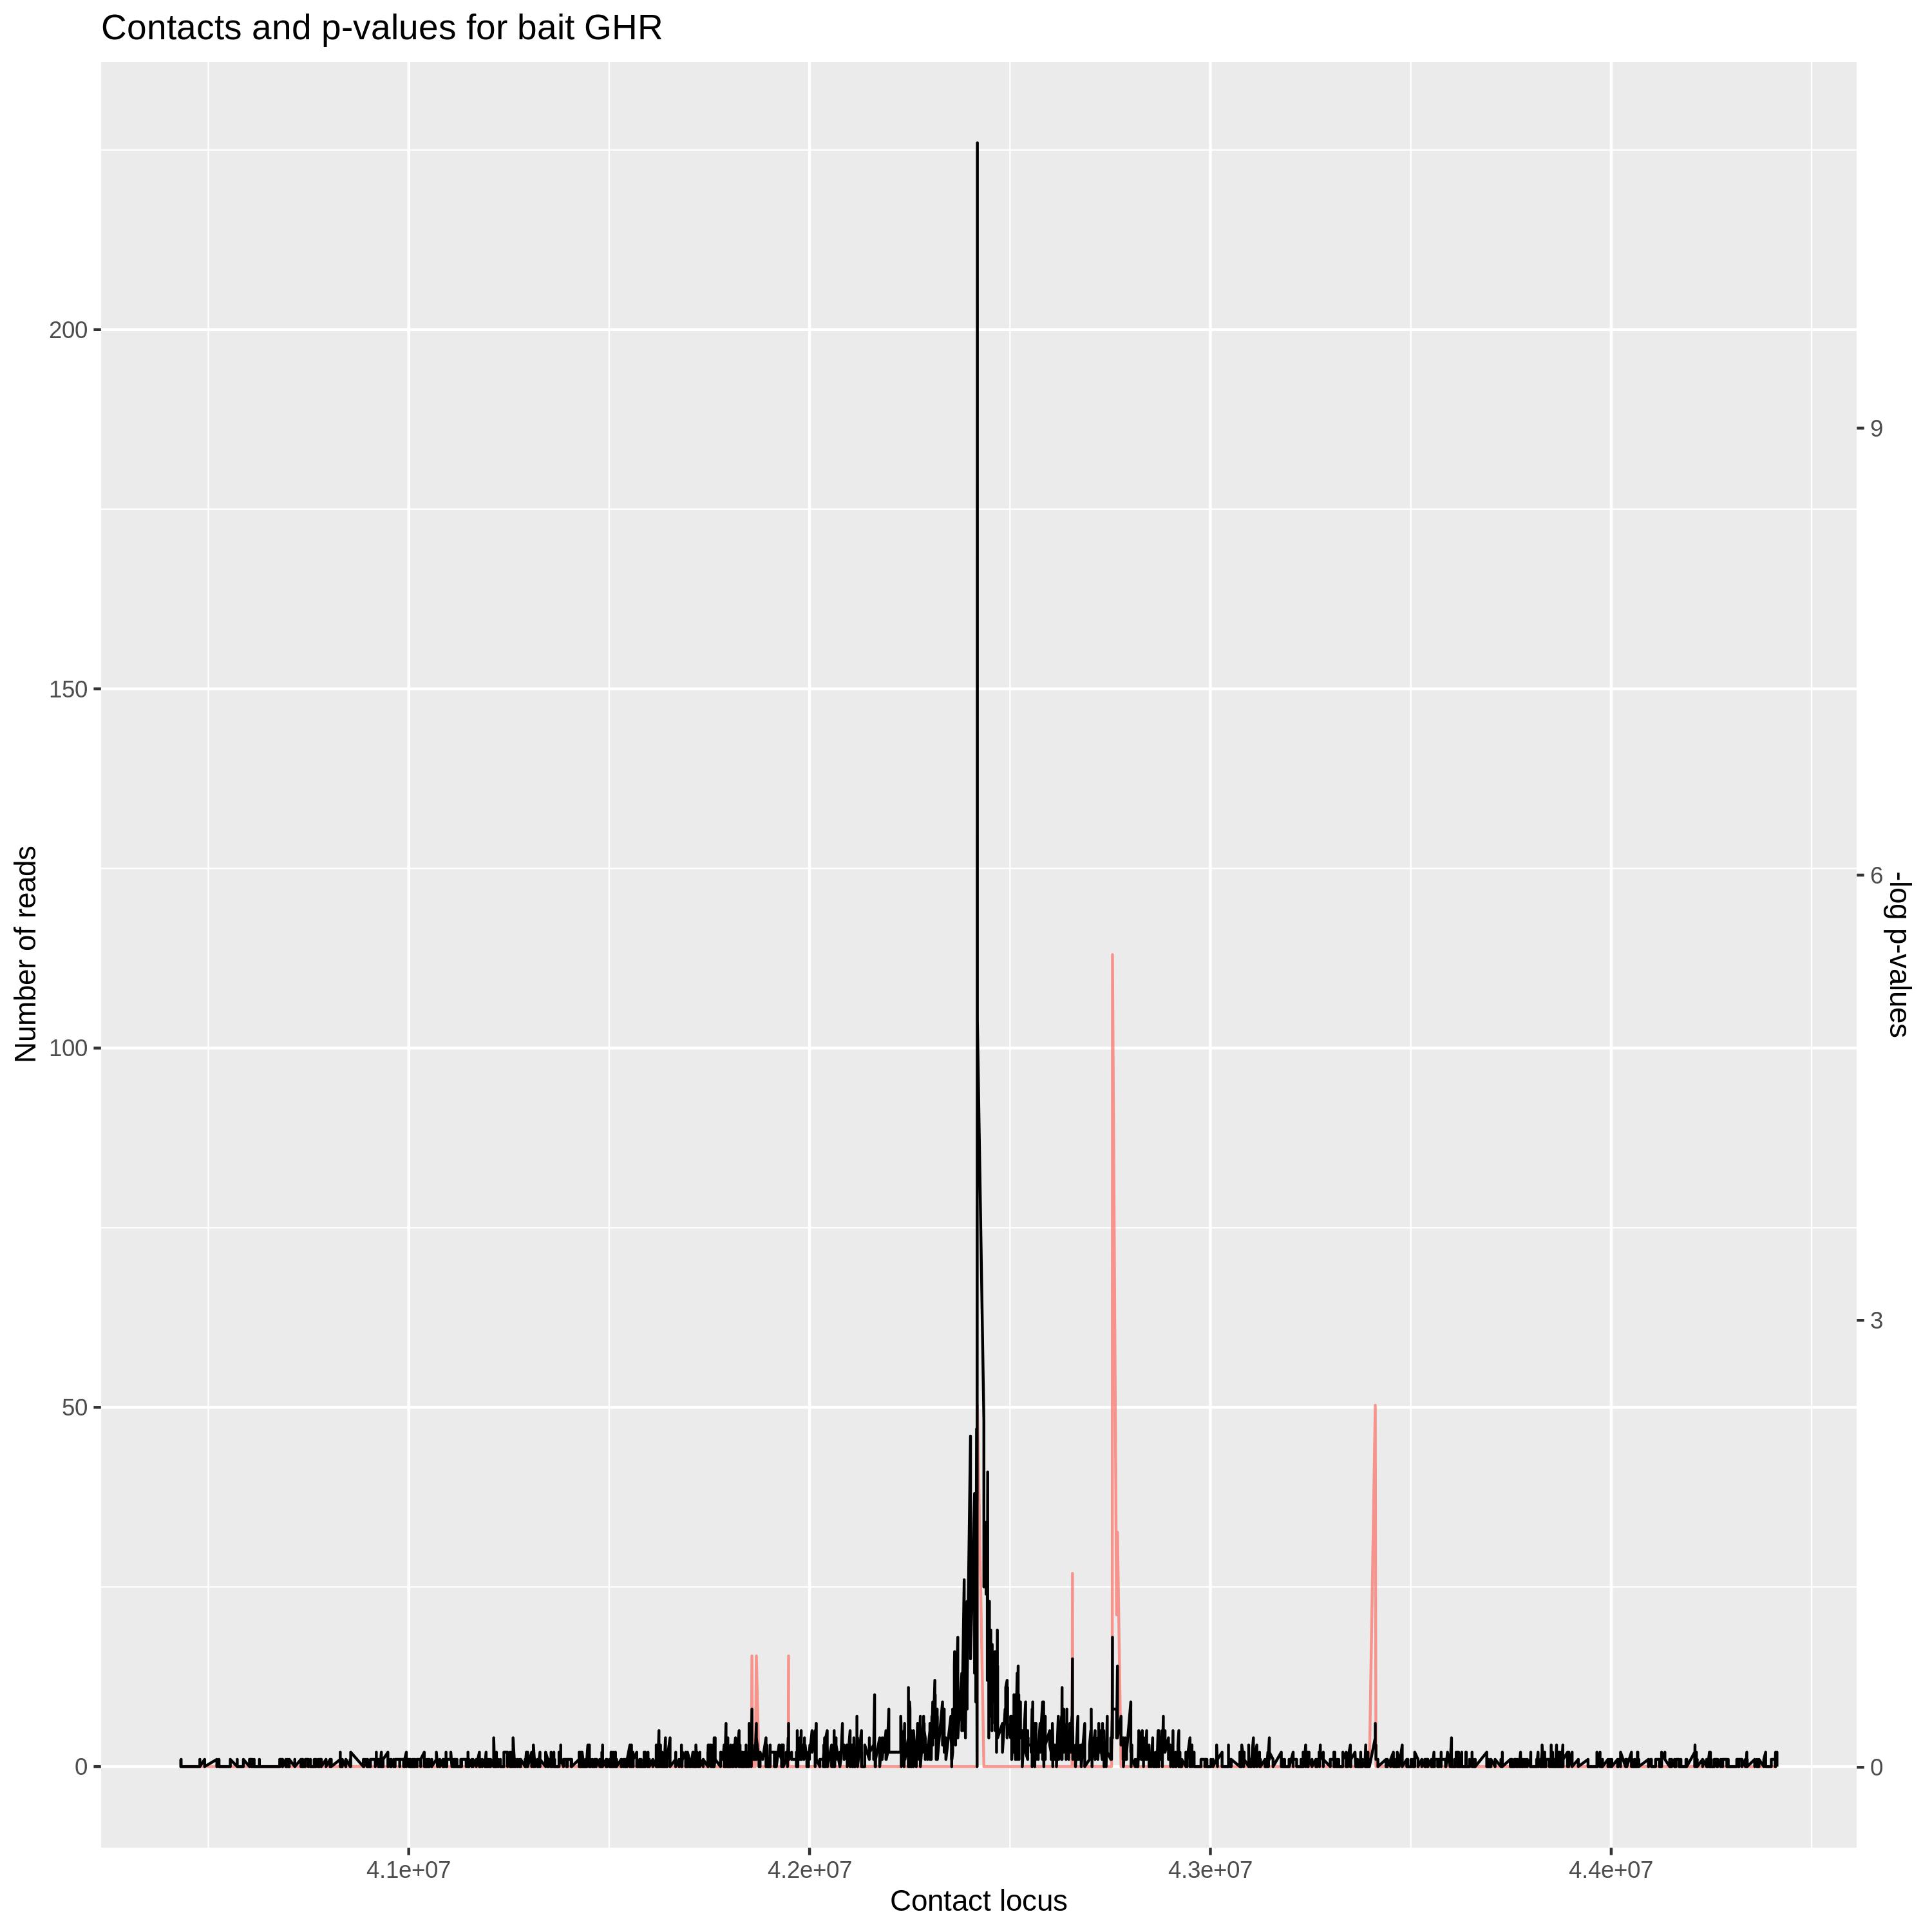 Contacts and p-values for bait GHR
Number of reads
200
150
100
50
0
9
6
3
0
-log p-values
4.1e+07
4.2e+07
4.3e+07
4.4e+07
Contact locus